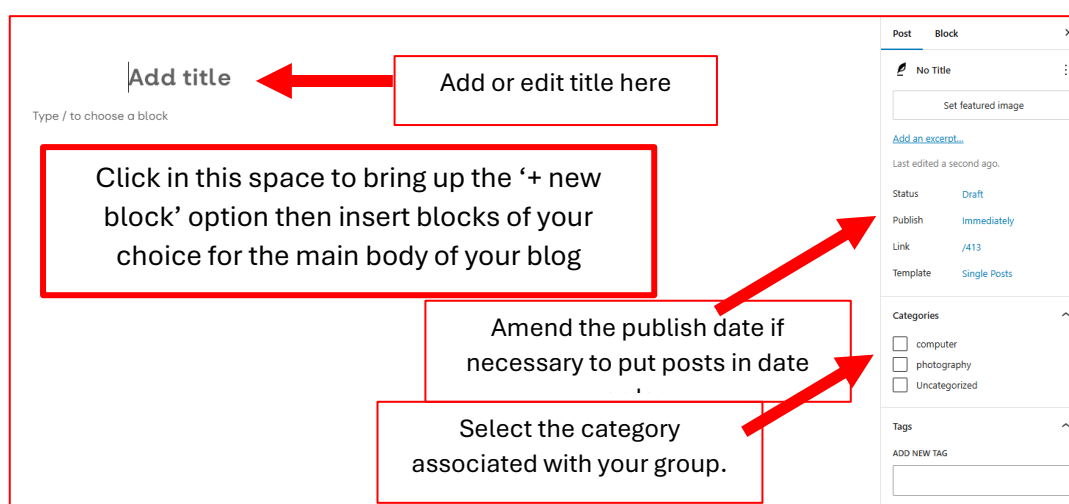 Add title
Add or edit title here
Type / to choose a block
Click in this space to bring up the ‘+ new
block’ option then insert blocks of your
choice for the main body of your blog
Amend the publish date if
necessary to put posts in date
Select the category
associated with your group.
Post Block
No Title
Set featured image
Add an excerpt...
Last edited a second ago.
Status Draft
Publish Immediately
Link /413
Template Single Posts
Categories
computer
photography
Uncategorized
Tags
ADD NEW TAG